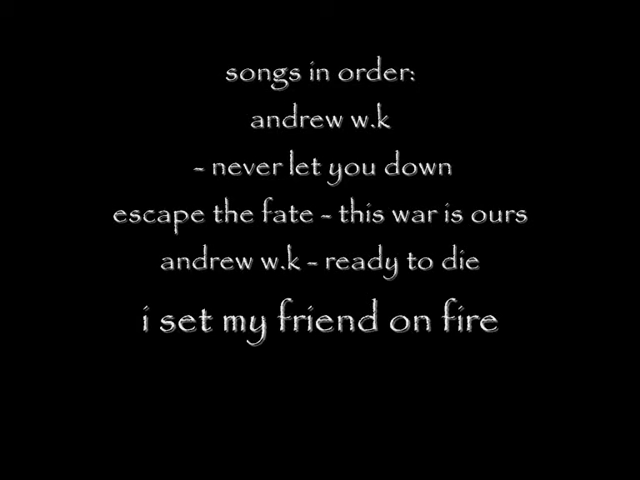 songs in order:
andrew w.k
- never let you down
escape the fate - this war is ours
andrew w.k - ready to die
i set my friend on fire